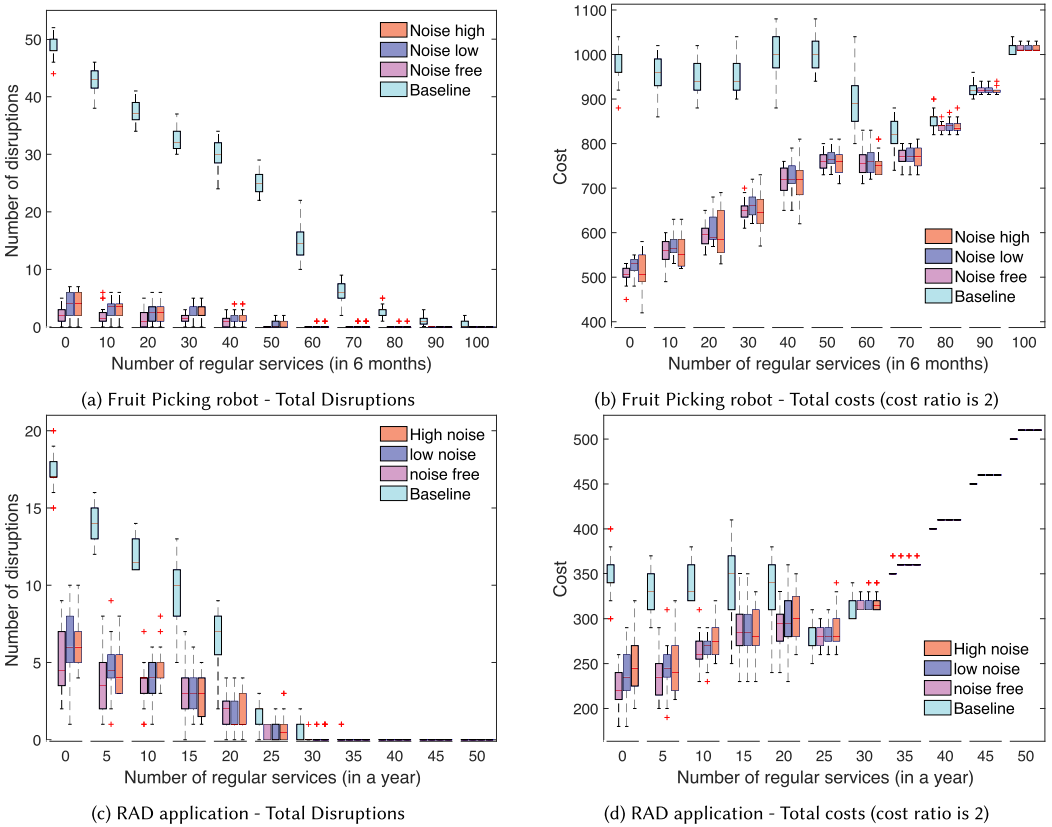 50
40
30
20
10
0
Number of disruptions
Noise high
Noise low
Noise free
Baseline
0 10 20 30 40 50 60 70 80 90 100
Number of regular services (in 6 months)
(a) Fruit Picking robot - Total Disruptions
1100
1000
900
800
700
600
500
400
Cost
Noise high
Noise low
Noise free
Baseline
0 10 20 30 40 50 60 70 80 90 100
Number of regular services (in 6 months)
(b) Fruit Picking robot - Total costs (cost ratio is 2)
20
15
10
5
0
Number of disruptions
High noise
low noise
noise free
Baseline
0 5 10 15 20 25 30 35 40 45 50
Number of regular services (in a year)
(c) RAD application - Total Disruptions
500
450
400
350
300
250
200
Cost
High noise
low noise
noise free
Baseline
0 5 10 15 20 25 30 35 40 45 50
Number of regular services (in a year)
(d) RAD application - Total costs (cost ratio is 2)